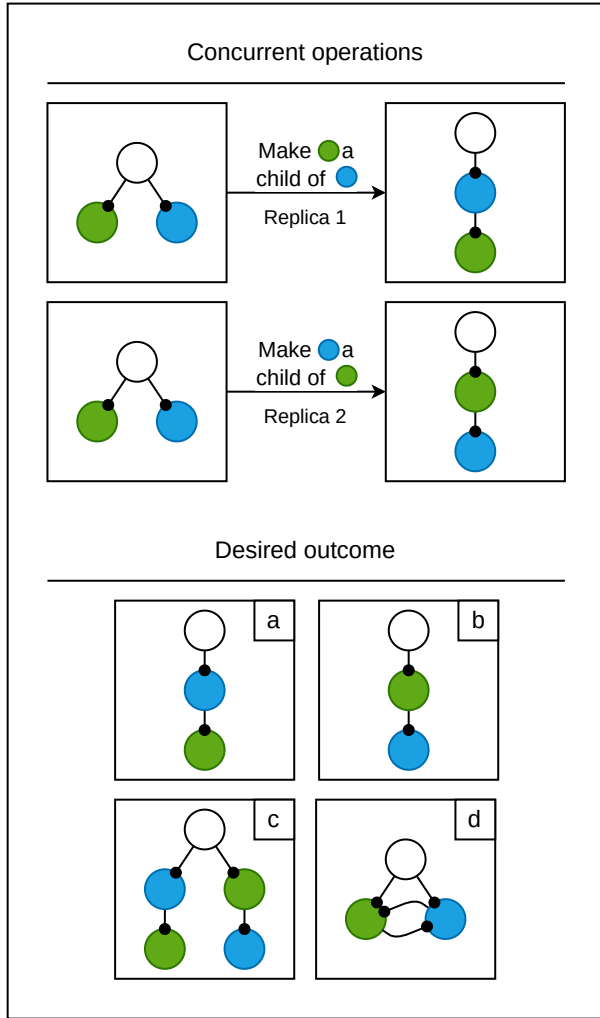 Concurrent operations
Make a
child of
Replica 1
Make a
child of
Replica 2
Desired outcome
a
b
c
d